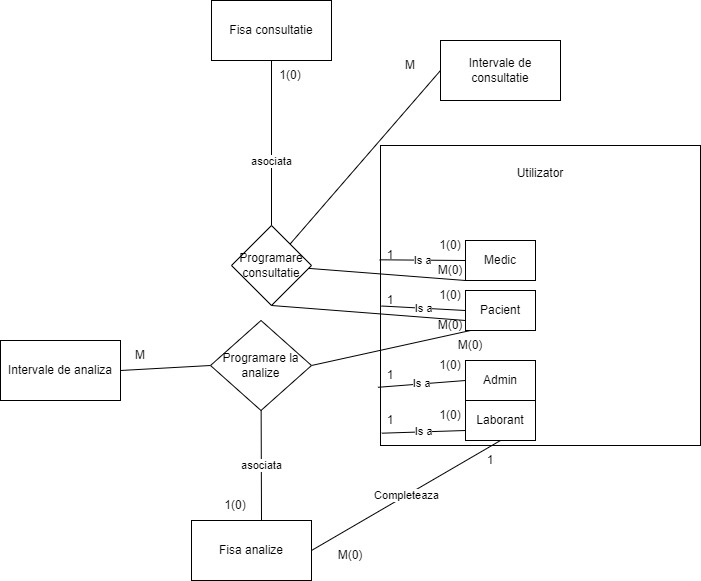 Fisa consultatie
1(0)
M
Intervale de
consultatie
asociata
Utilizator
Programare
consultatie
1
Is a
1(0)
Medic
M(0)
1
Is a
1(0)
Pacient
M(0)
M(0)
Intervale de analiza
M
Programare la
analize
1
Is a
1(0)
Admin
1
Is a
1(0)
Laborant
1
asociata
Completeaza
1(0)
Fisa analize
M(0)